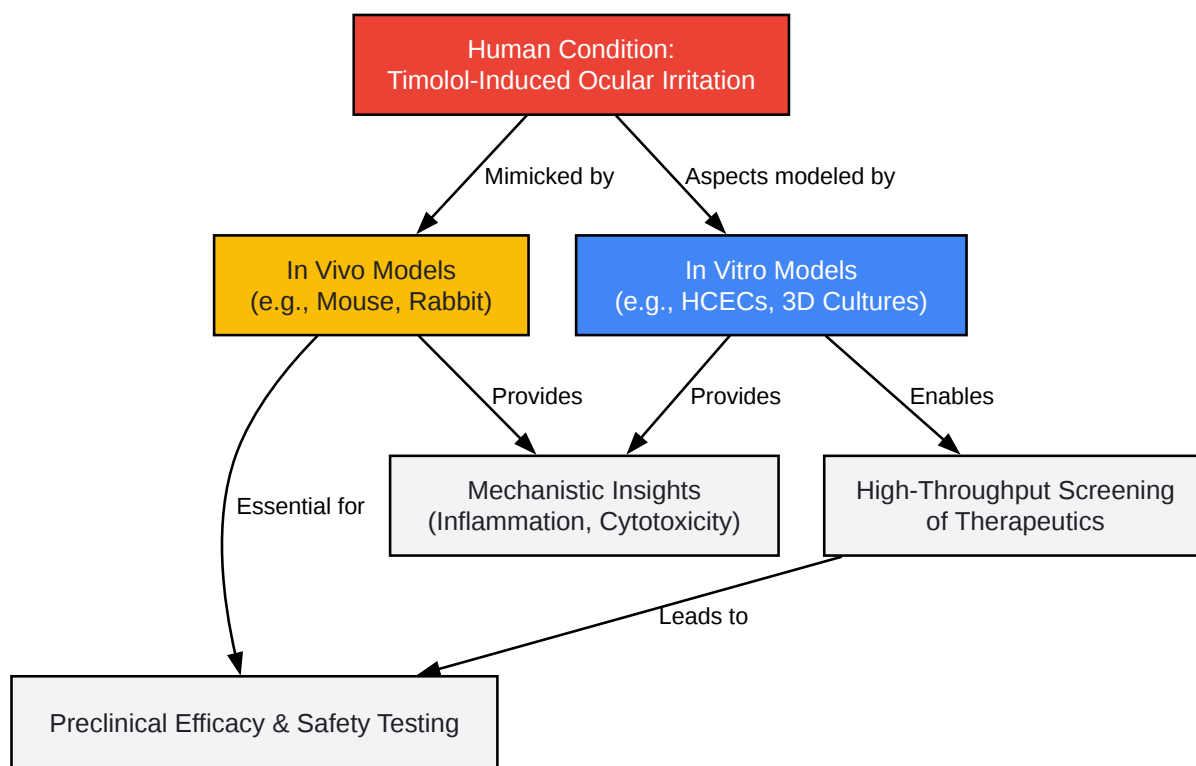 Human Condition:
Timolol-Induced Ocular Irritation
Mimicked by
Aspects modeled by
In Vivo Models
(e.g., Mouse, Rabbit)
In Vitro Models
(e.g., HCECs, 3D Cultures)
Provides
Provides
Enables
Essential for
Mechanistic Insights
(Inflammation, Cytotoxicity)
High-Throughput Screening
of Therapeutics
Leads to
Preclinical Efficacy & Safety Testing